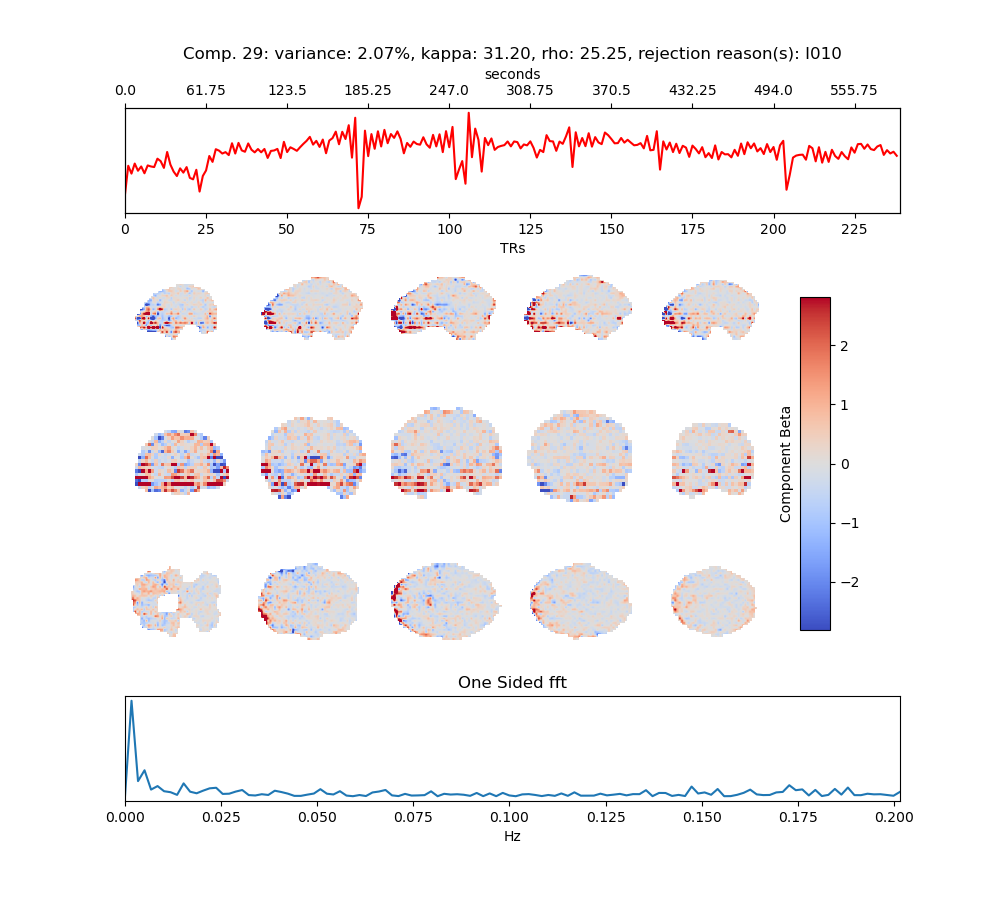 Comp. 29: variance: 2.07%, kappa: 31.20, rho: 25.25, rejection reason(s): I010
seconds
0.0 61.75 123.5 185.25 247.0 308.75 370.5 432.25 494.0 555.75
0 25 50 75 100 125 150 175 200 225
TRs
2
1
0
−1
−2
Component Beta
One Sided fft
0.000 0.025 0.050 0.075 0.100 0.125 0.150 0.175 0.200
Hz